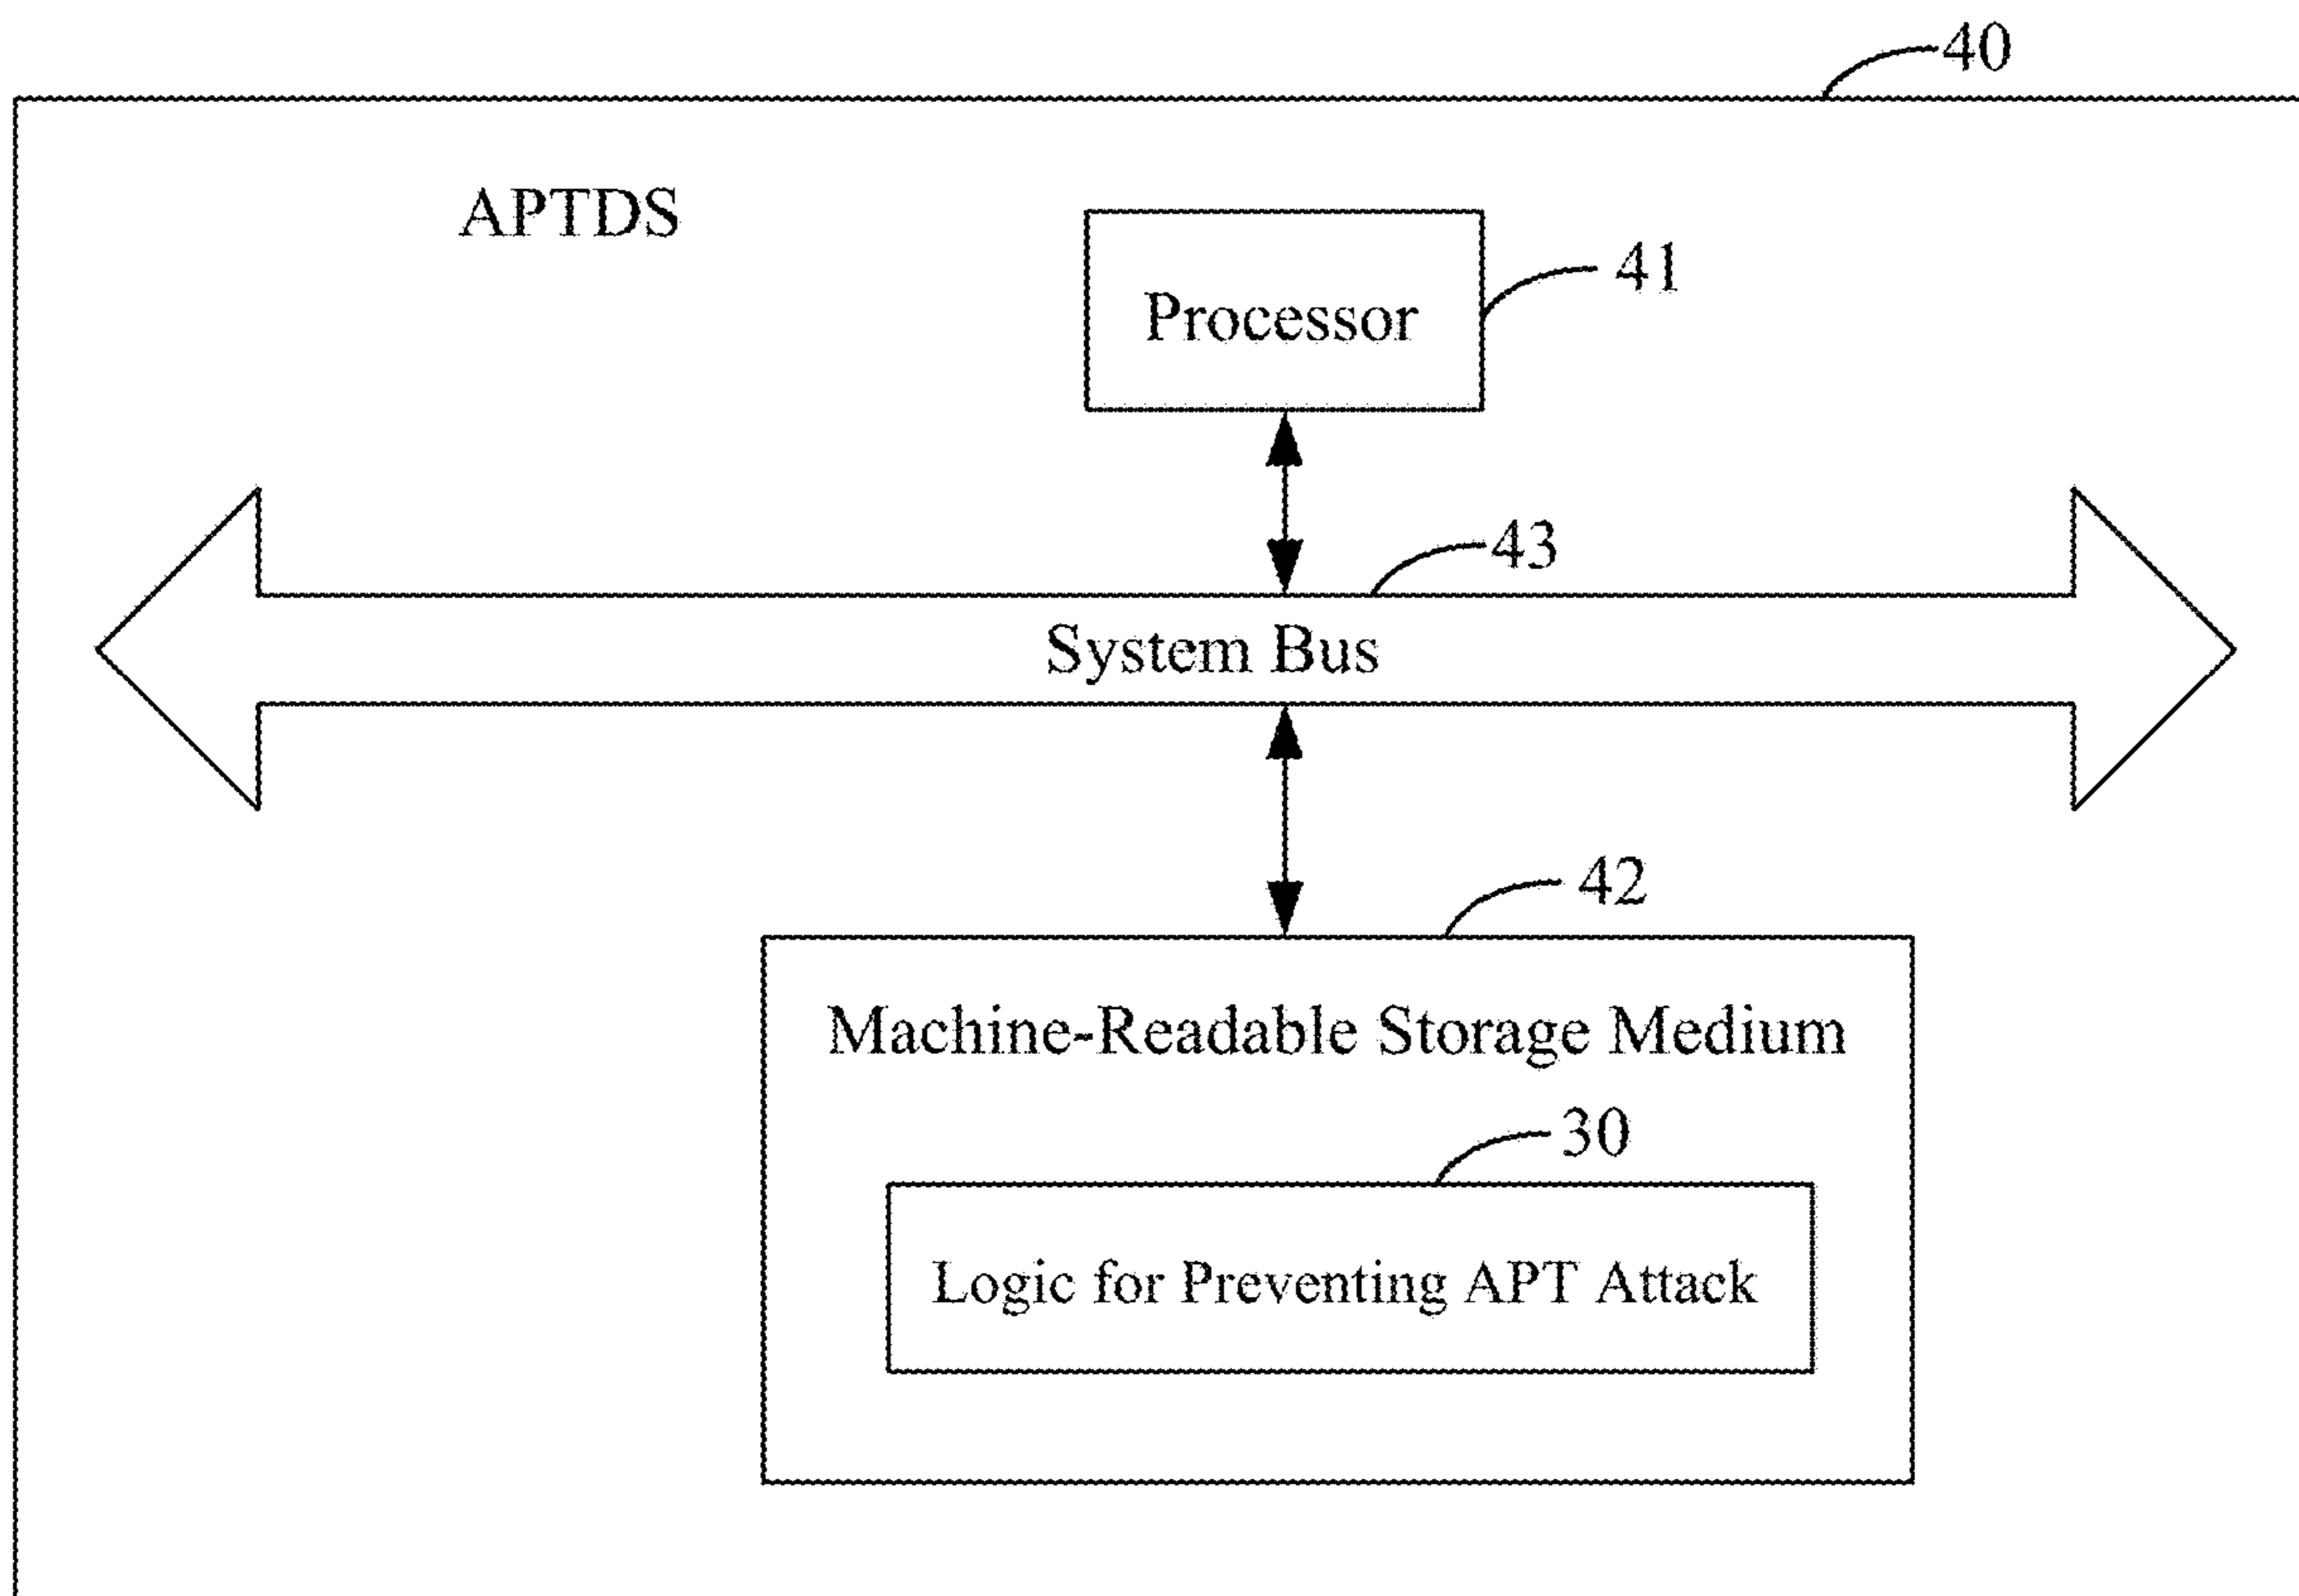 40
APTDS
Processor
41
43
System Bus
42
Machine-Readable Storage Medium
30
Logic for Preventing APT Attack